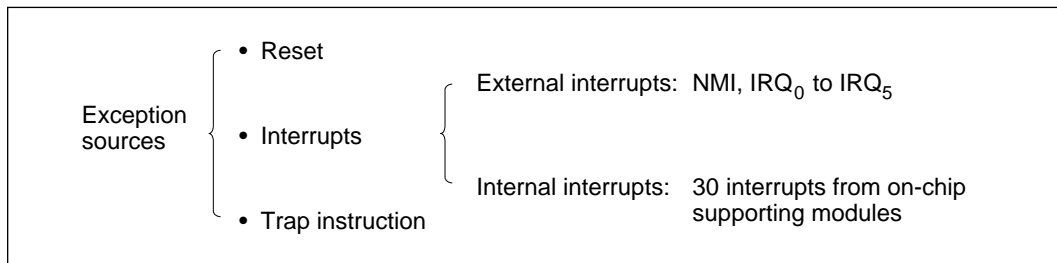 Exception
sources
• Reset
• Interrupts
• Trap instruction
External interrupts: NMI, IRQ0 to IRQ5
Internal interrupts: 30 interrupts from on-chip
supporting modules